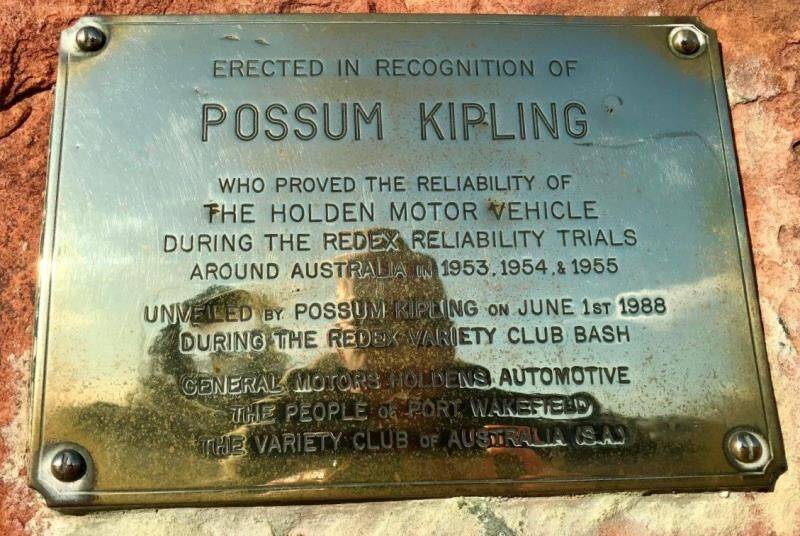 ERECTED IN RECOGNITION OF
POSSUM KIPLING
WHO PROVED THE RELIABILITY OF
THE HOLDEN MOTOR VEHICLE
DURING THE REDEX RELIABILITY TRIALS
AROUND AUSTRALIA IN 1953, 1954, & 1955
UNVEILED BY POSSUM KIPLING ON JUNE 1ST 1988
DURING THE REDEX VARIETY CLUB BASH
GENERAL MOTORS HOLDENS AUTOMOTIVE
THE PEOPLE OF PORT WAKEFIELD
THE VARIETY CLUB OF AUSTRALIA (S.A.)